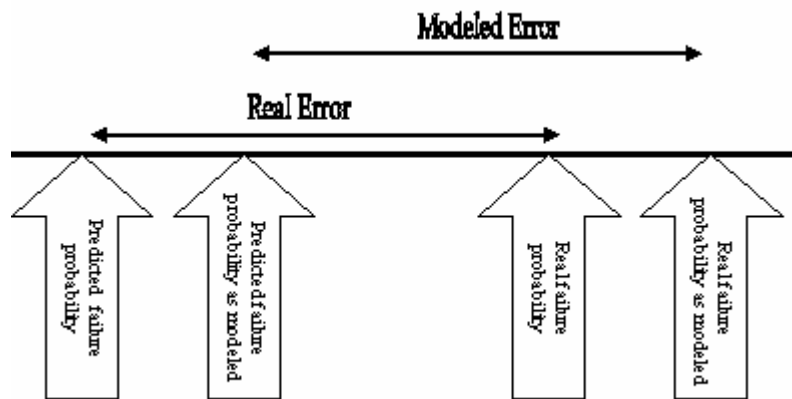 Modeled Error
Real Error
Predicted failure
probability
Predicted failure
probability as modeled
Real failure
probability
Real failure
probability as modeled